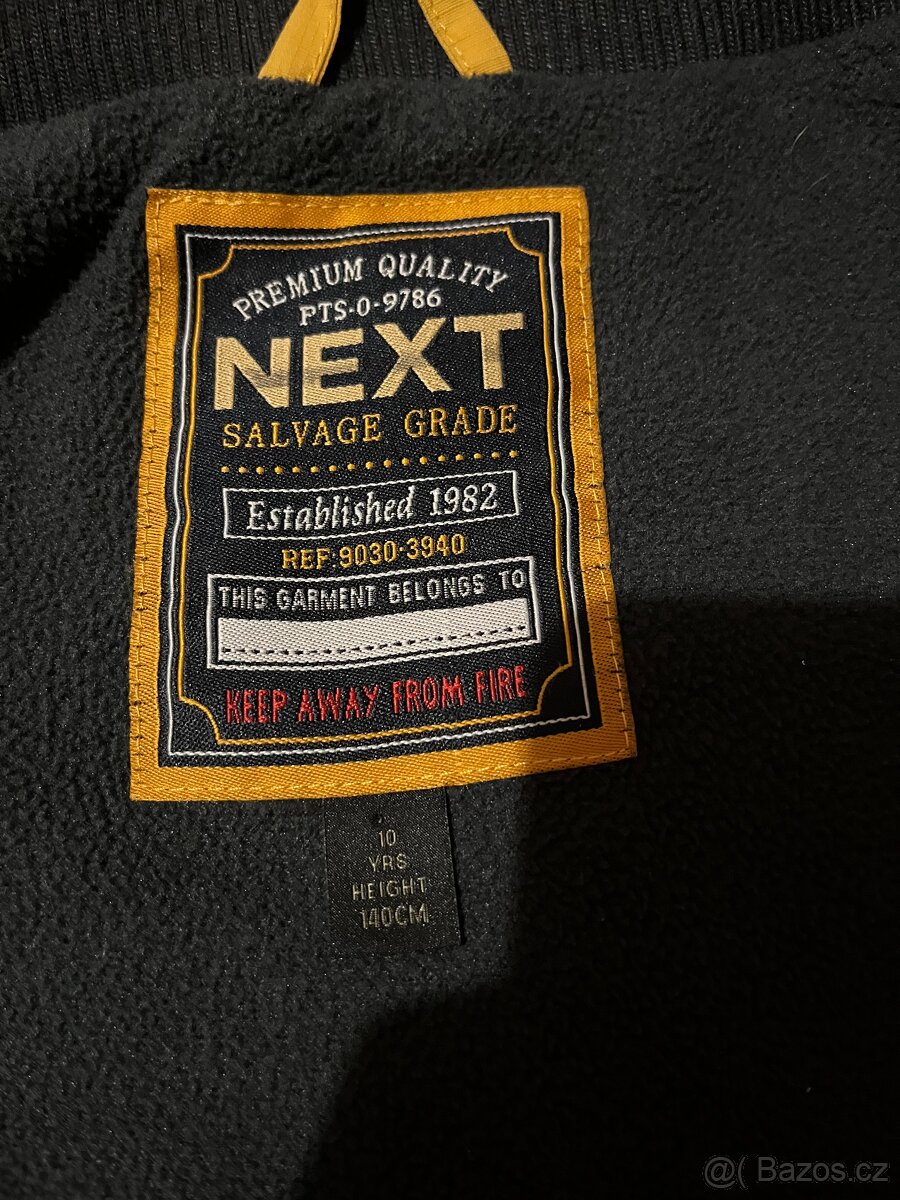 PREMIUM QUALITY
PTS-0-9786
NEXT
SALVAGE GRADE
Established 1982
REF·9030·3940
THIS GARMENT BELONGS TO
KEEP AWAY FROM FIRE
10
YRS
HEIGHT
140CM
@( Bazos.cz